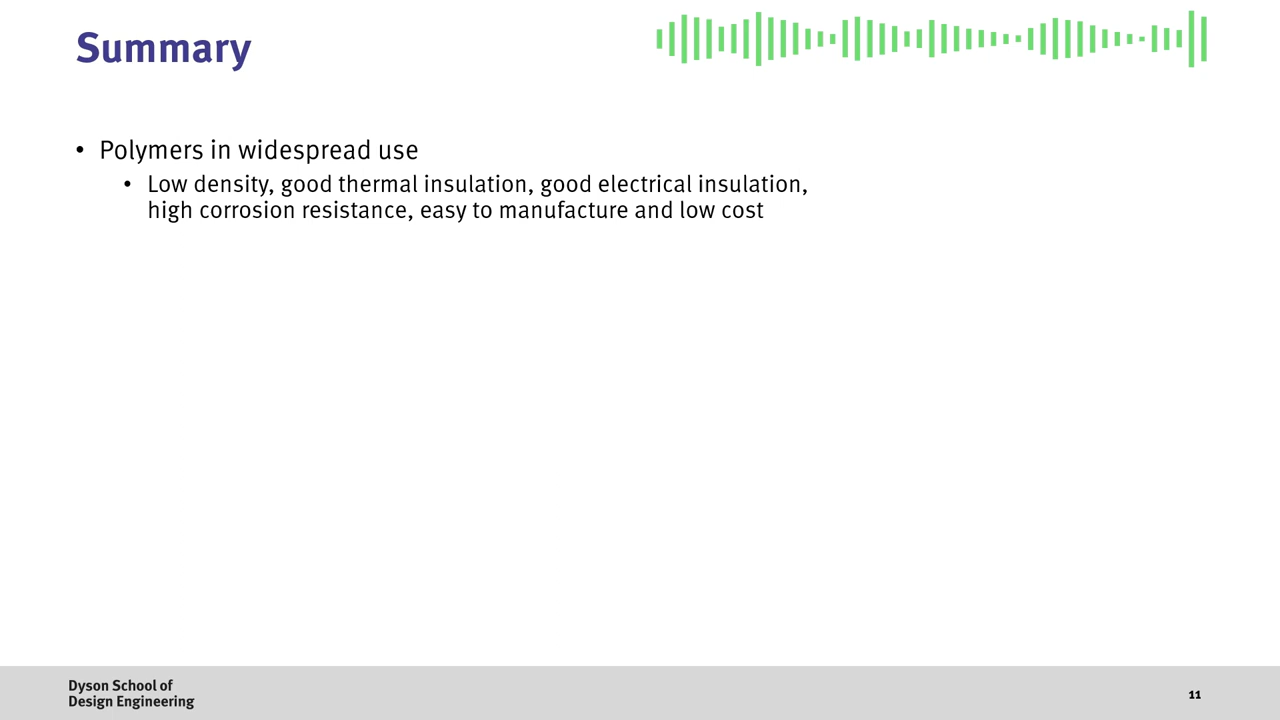 Summary
• Polymers in widespread use
• Low density, good thermal insulation, good electrical insulation,
high corrosion resistance, easy to manufacture and low cost
Dyson School of
Design Engineering
11